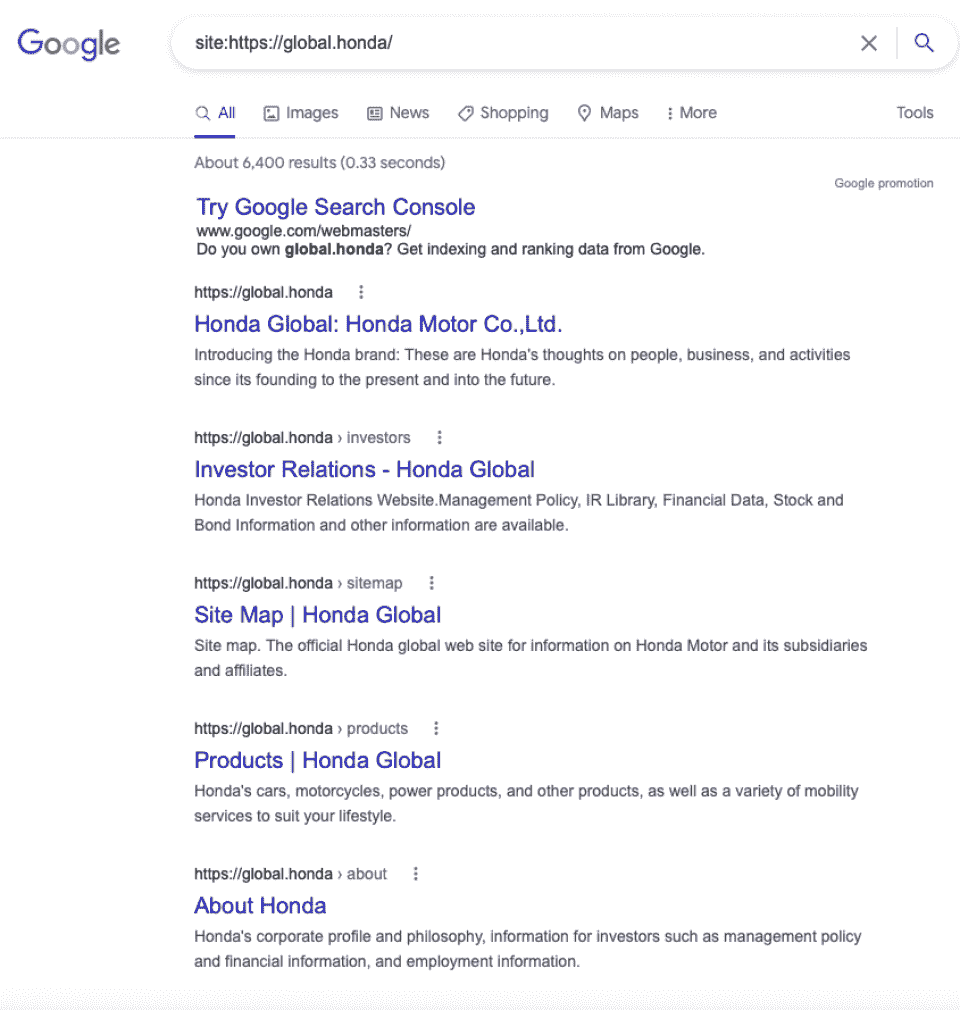 Google
site:https://global.honda/
All Images News Shopping Maps More Tools
About 6,400 results (0.33 seconds)
Google promotion
Try Google Search Console
www.google.com/webmasters/
Do you own global.honda? Get indexing and ranking data from Google.
https://global.honda
Honda Global: Honda Motor Co.,Ltd.
Introducing the Honda brand: These are Honda's thoughts on people, business, and activities
since its founding to the present and into the future.
https://global.honda › investors
Investor Relations - Honda Global
Honda Investor Relations Website.Management Policy, IR Library, Financial Data, Stock and
Bond Information and other information are available.
https://global.honda › sitemap
Site Map | Honda Global
Site map. The official Honda global web site for information on Honda Motor and its subsidiaries
and affiliates.
https://global.honda › products
Products | Honda Global
Honda's cars, motorcycles, power products, and other products, as well as a variety of mobility
services to suit your lifestyle.
https://global.honda › about
About Honda
Honda's corporate profile and philosophy, information for investors such as management policy
and financial information, and employment information.